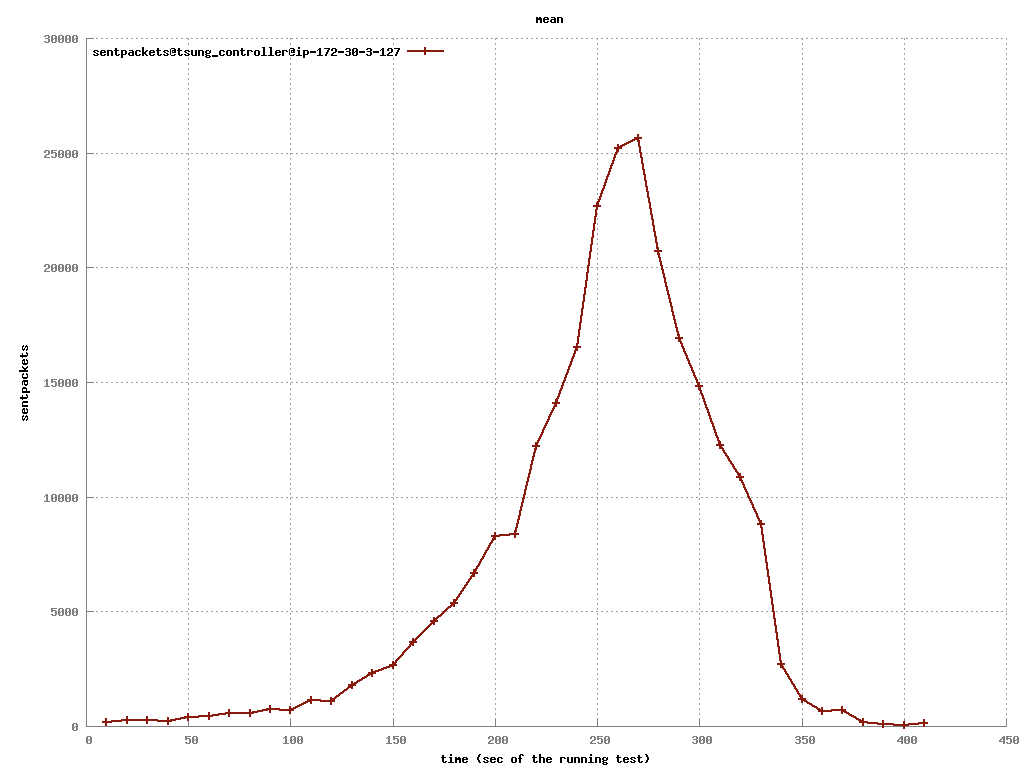 mean
30000
sentpackets@tsung_controller@ip-172-30-3-127
25000
20000
15000
sentpackets
10000
5000
0
0 50 100 150 200 250 300 350 400 450
time (sec of the running test)